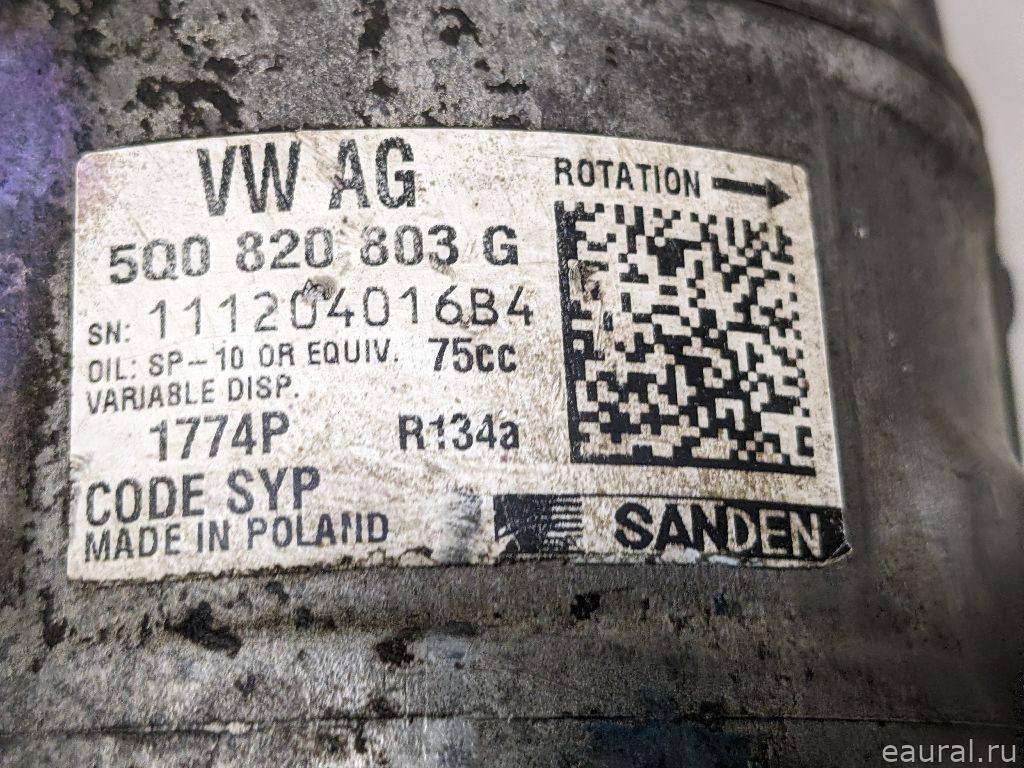 VW AG
ROTATION
5Q0 820 803 G
SN: 111204016B4
OIL: SP-10 OR EQUIV. 75cc
VARIABLE DISP.
1774P R134a
CODE SYP
MADE IN POLAND
SANDEN
eaural.ru